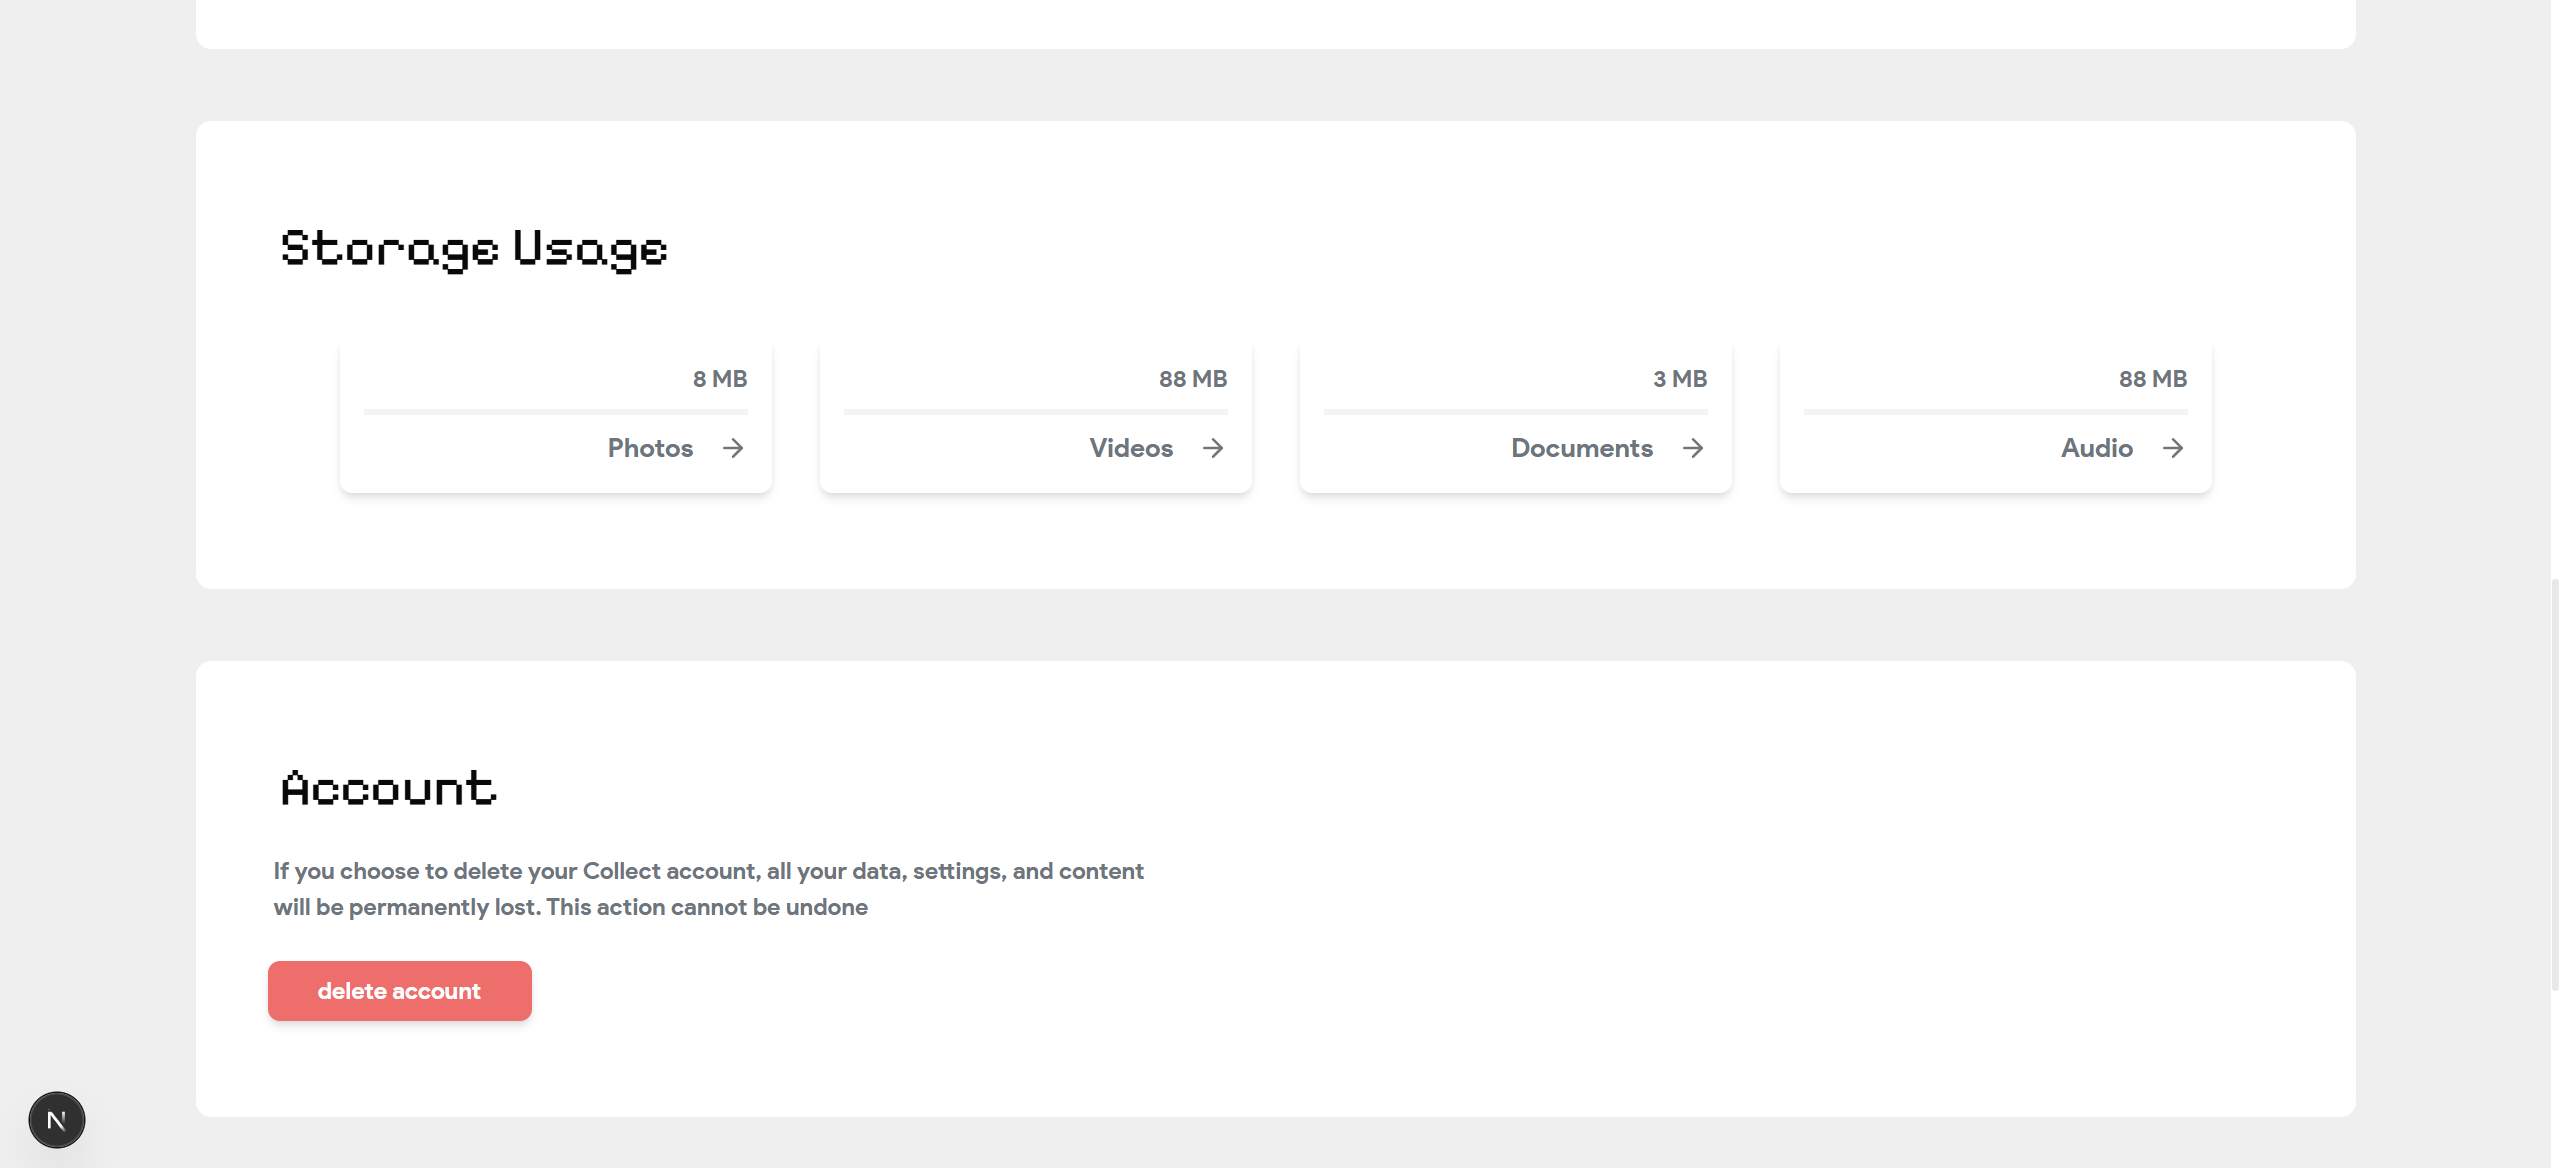 Storage Usage
8 MB
Photos
88 MB
Videos
3 MB
Documents
88 MB
Audio
Account
If you choose to delete your Collect account, all your data, settings, and content
will be permanently lost. This action cannot be undone
delete account
N